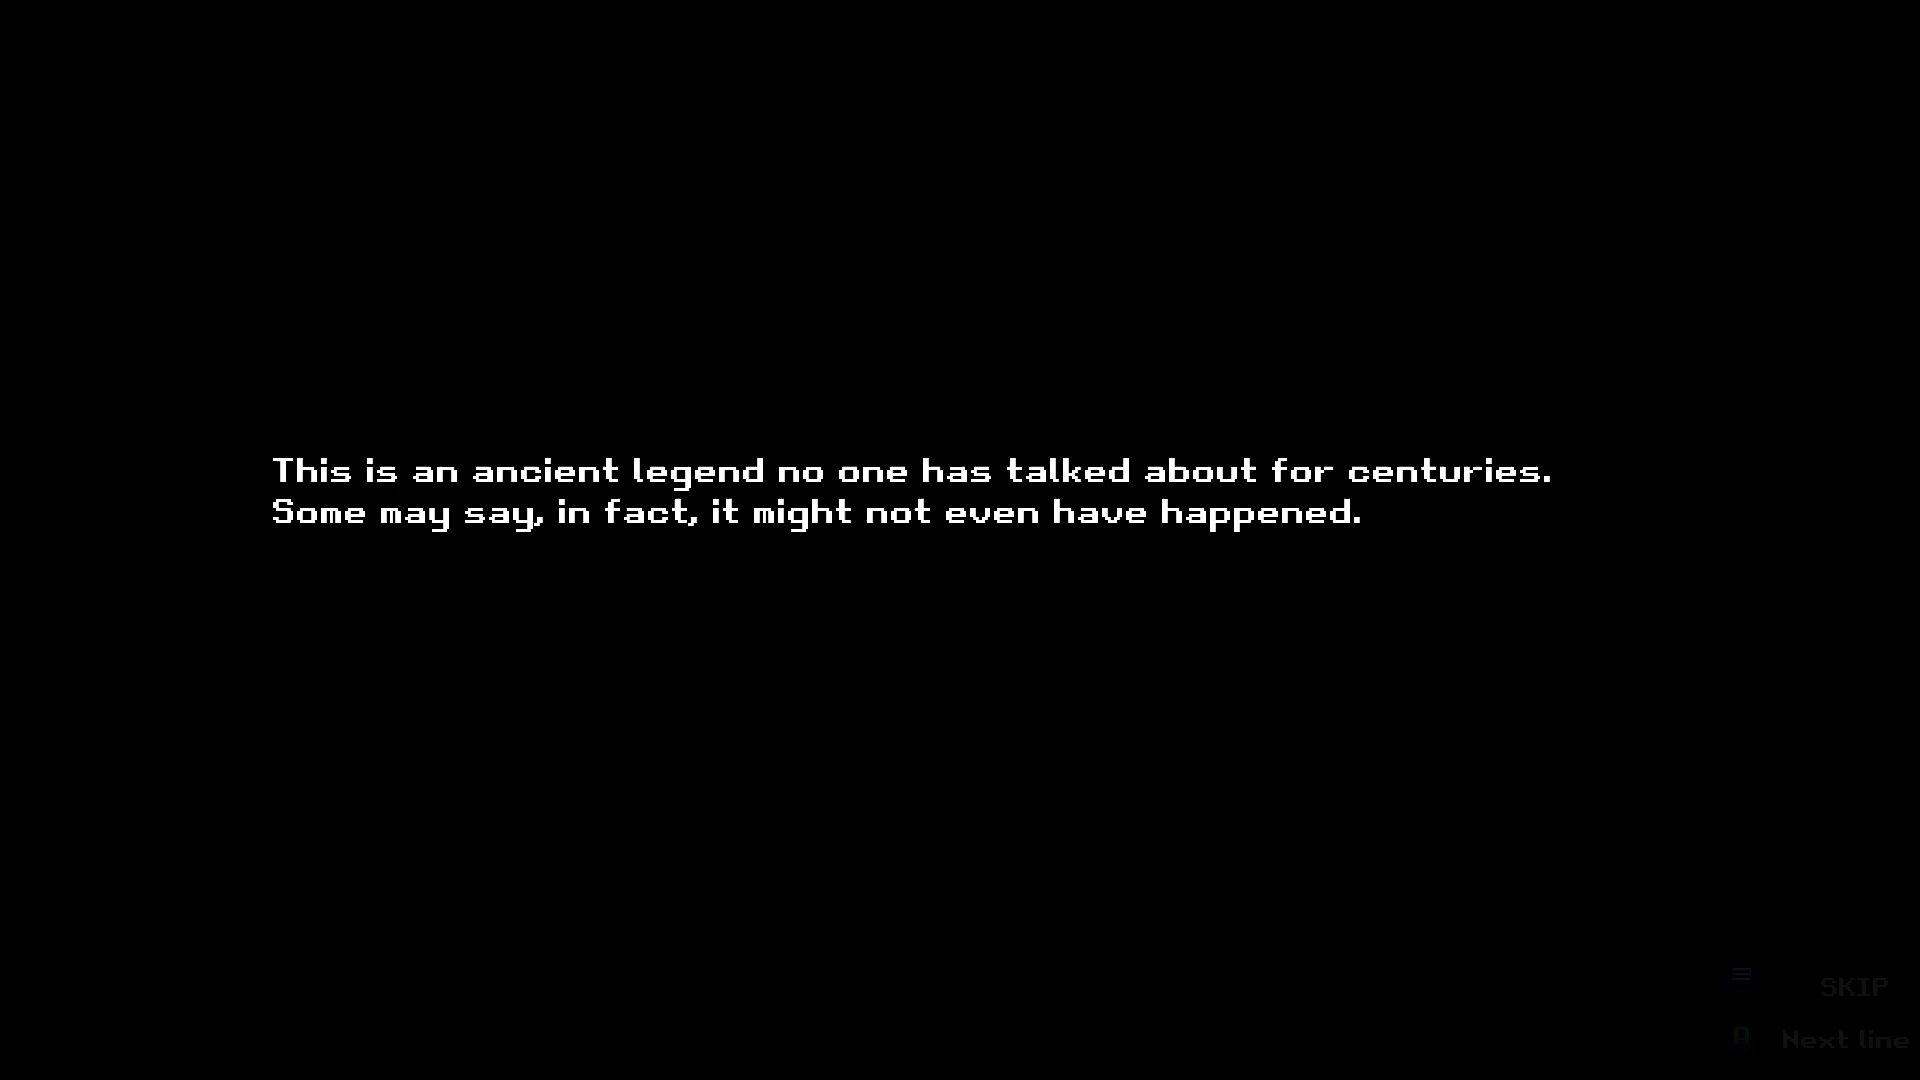 This is an ancient legend no one has talked about for centuries.
Some may say, in fact, it might not even have happened.
SKIP
A Next line